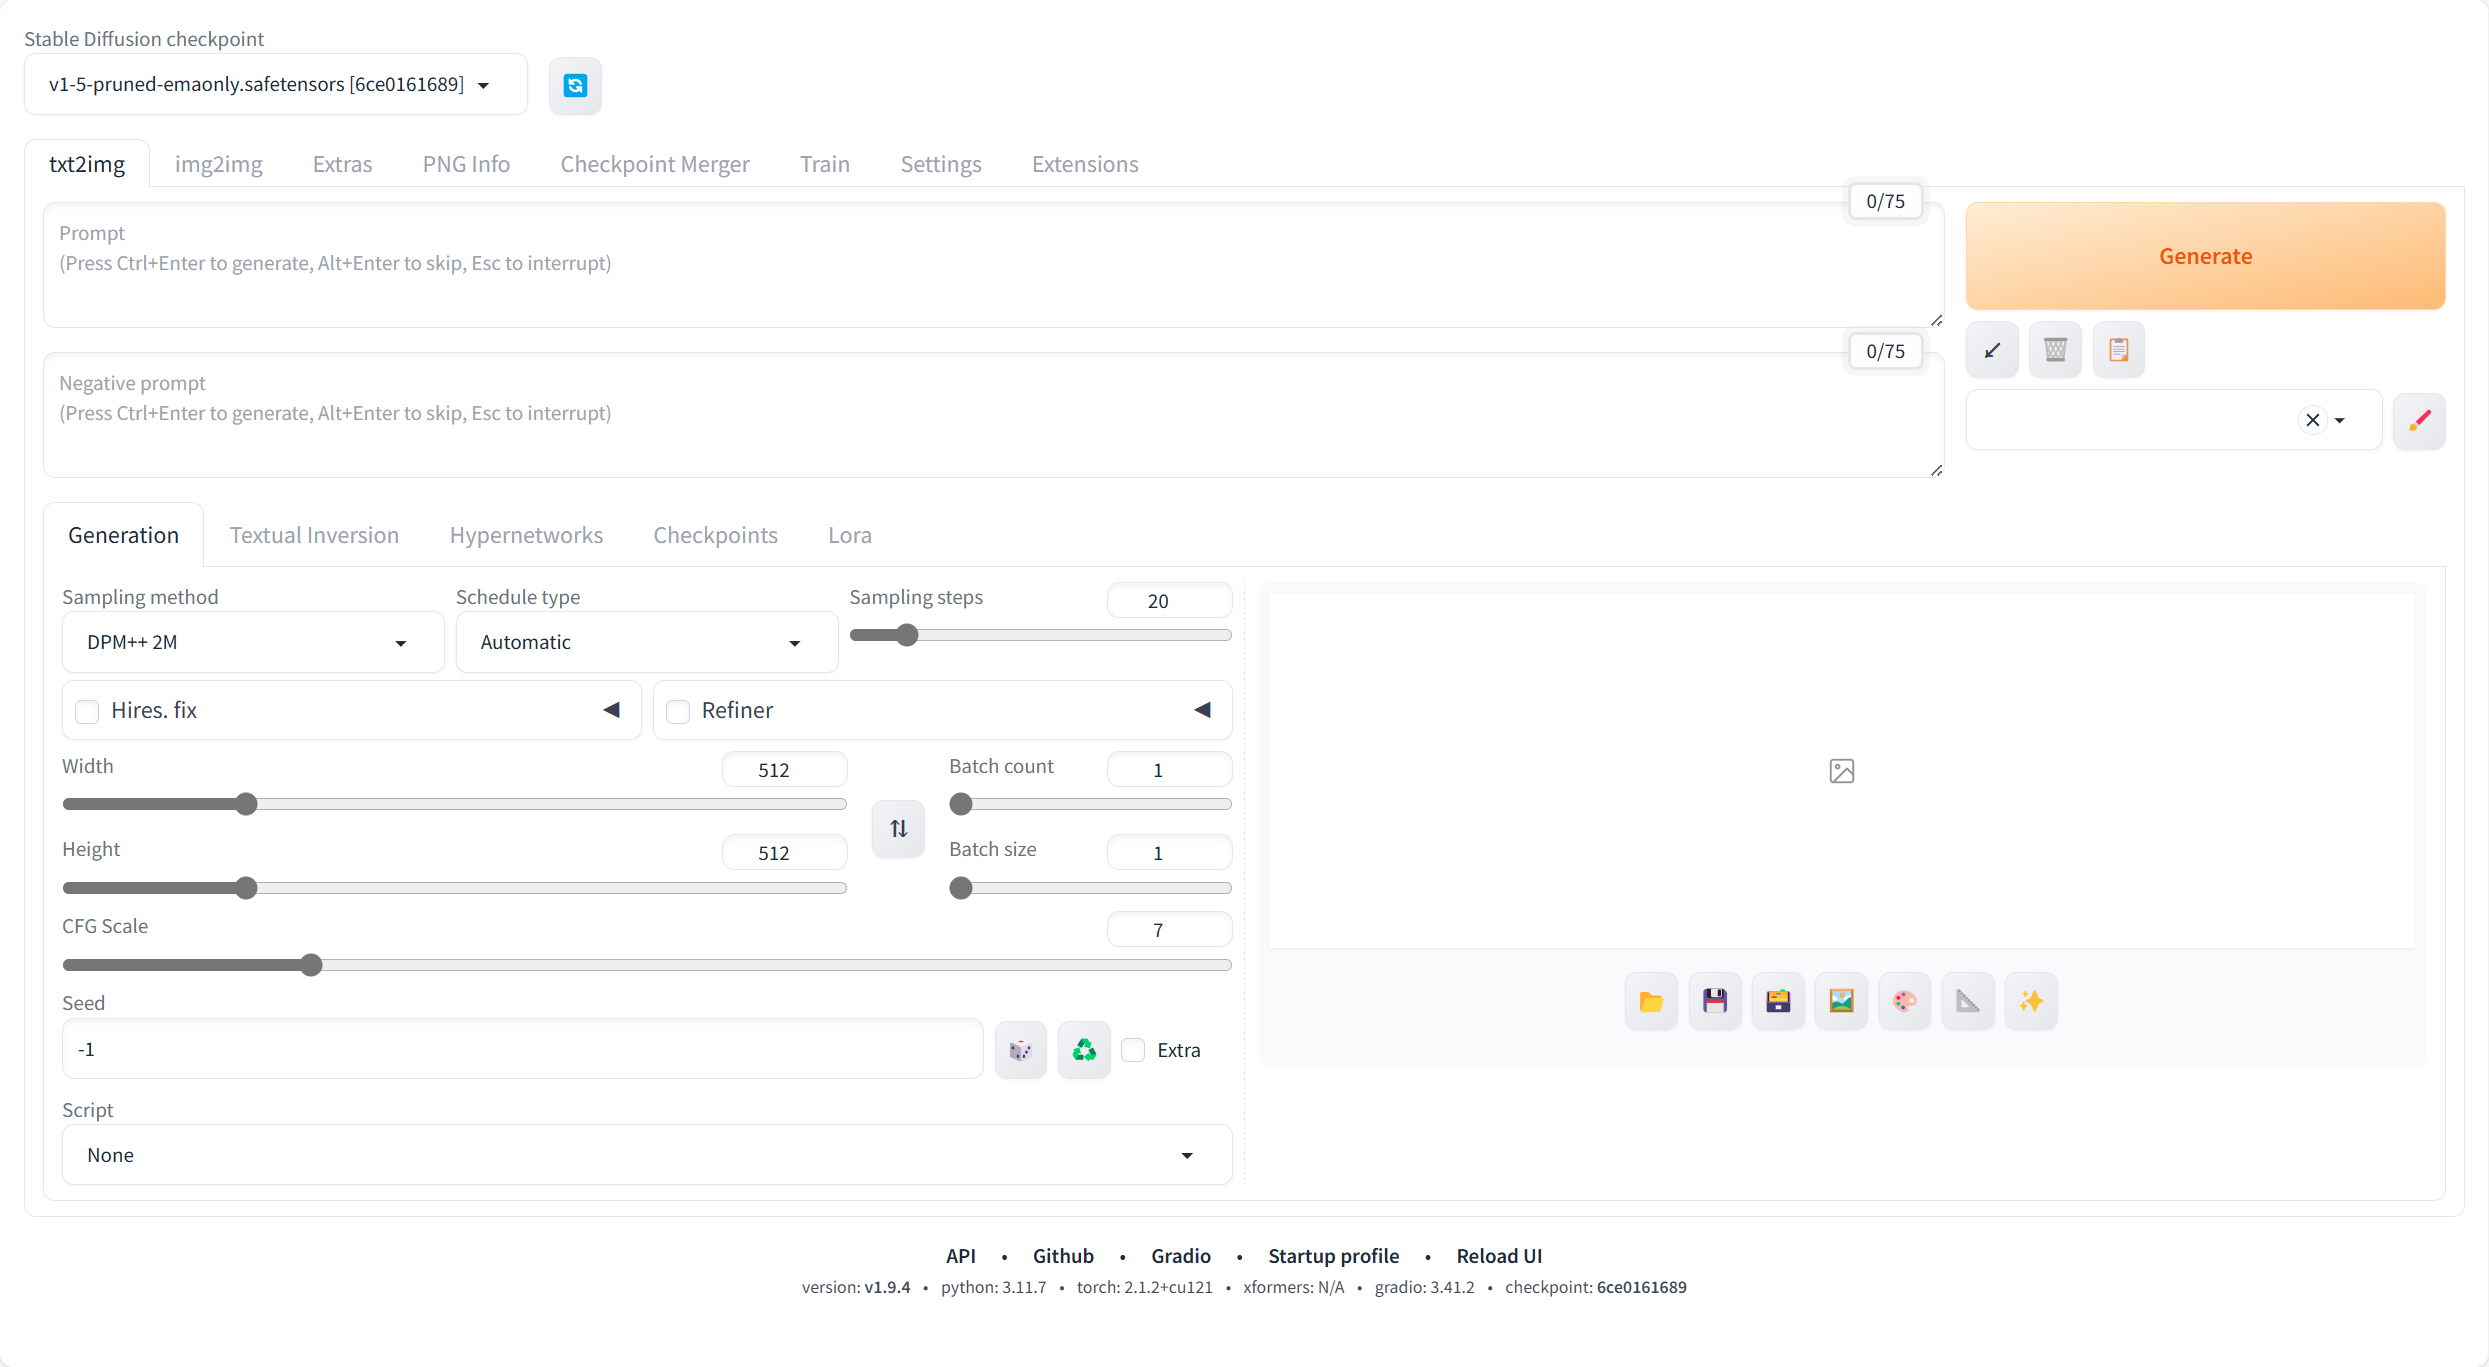 Stable Diffusion checkpoint
v1-5-pruned-emaonly.safetensors [6ce0161689]
txt2img img2img Extras PNG Info Checkpoint Merger Train Settings Extensions
0/75
Prompt
(Press Ctrl+Enter to generate, Alt+Enter to skip, Esc to interrupt)
Generate
0/75
Negative prompt
(Press Ctrl+Enter to generate, Alt+Enter to skip, Esc to interrupt)
Generation Textual Inversion Hypernetworks Checkpoints Lora
Sampling method Schedule type Sampling steps 20
DPM++ 2M Automatic
Hires. fix Refiner
Width 512 Batch count 1
Height 512 Batch size 1
CFG Scale 7
Seed
-1 Extra
Script
None
API • Github • Gradio • Startup profile • Reload UI
version: v1.9.4 • python: 3.11.7 • torch: 2.1.2+cu121 • xformers: N/A • gradio: 3.41.2 • checkpoint: 6ce0161689